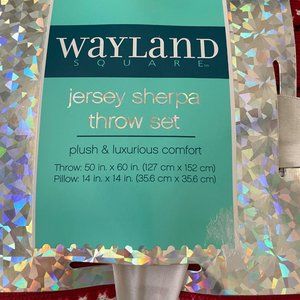 WAYLAND
SQUARE
jersey sherpa
throw set
plush & luxurious comfort
Throw: 50 in. x 60 in. (127 cm x 152 cm)
Pillow: 14 in. x 14 in. (35.6 cm x 35.6 cm)